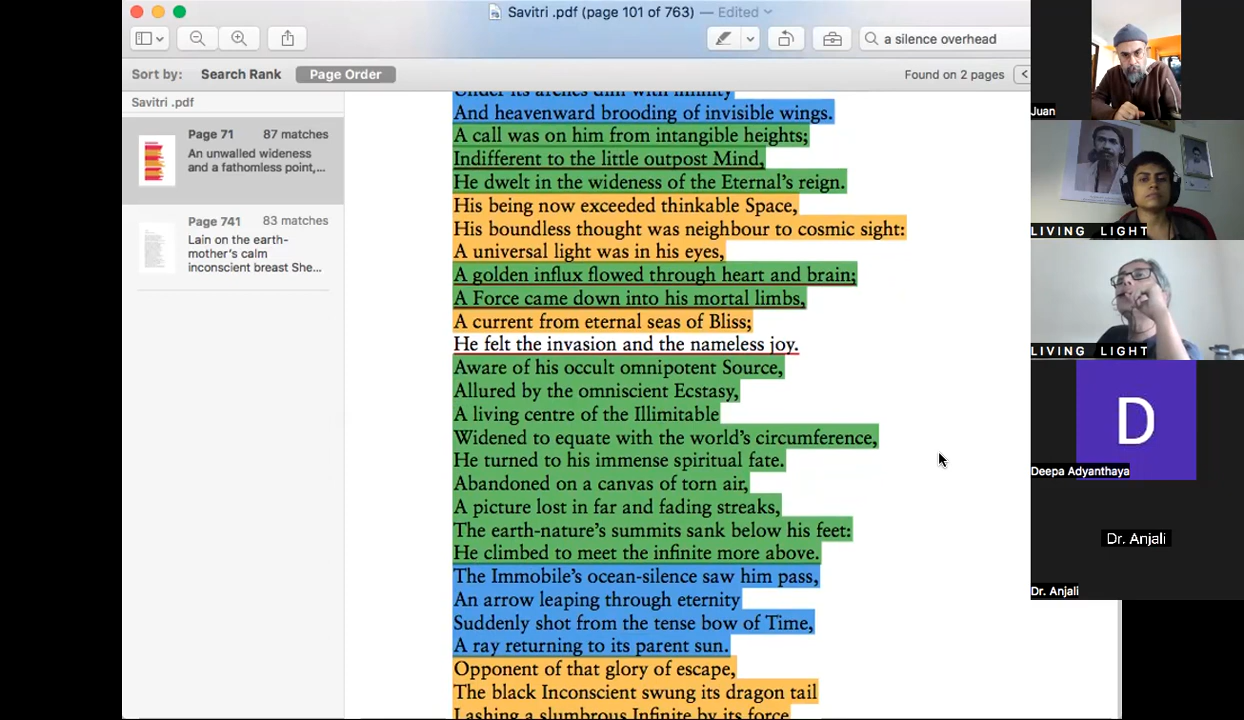 Savitri .pdf (page 101 of 763) — Edited
a silence overhead
Sort by: Search Rank Page Order
Found on 2 pages
Savitri .pdf
Page 71 87 matches
An unwalled wideness
and a fathomless point,...
Page 741 83 matches
Lain on the earth-
mother's calm
inconscient breast She...
Under its arches dim with infinity
And heavenward brooding of invisible wings.
A call was on him from intangible heights;
Indifferent to the little outpost Mind,
He dwelt in the wideness of the Eternal's reign.
His being now exceeded thinkable Space,
His boundless thought was neighbour to cosmic sight:
A universal light was in his eyes,
A golden influx flowed through heart and brain;
A Force came down into his mortal limbs,
A current from eternal seas of Bliss;
He felt the invasion and the nameless joy.
Aware of his occult omnipotent Source,
Allured by the omniscient Ecstasy,
A living centre of the Illimitable
Widened to equate with the world's circumference,
He turned to his immense spiritual fate.
Abandoned on a canvas of torn air,
A picture lost in far and fading streaks,
The earth-nature's summits sank below his feet:
He climbed to meet the infinite more above.
The Immobile's ocean-silence saw him pass,
An arrow leaping through eternity
Suddenly shot from the tense bow of Time,
A ray returning to its parent sun.
Opponent of that glory of escape,
The black Inconscient swung its dragon tail
Lashing a slumbrous Infinite by its force
Juan
LIVING LIGHT
LIVING LIGHT
D
Deepa Adyanthaya
Dr. Anjali
Dr. Anjali